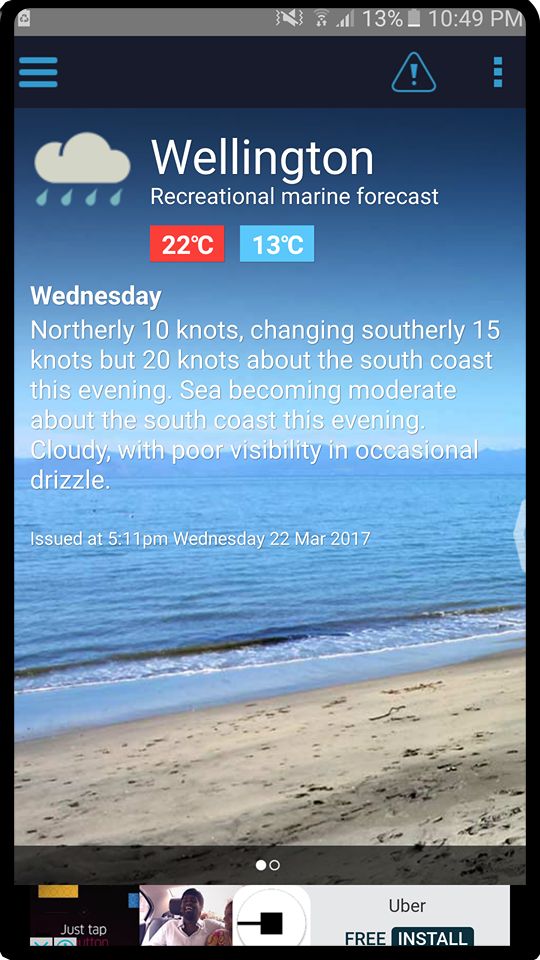 13% 10:49 PM
Wellington
Recreational marine forecast
22°C 13°C
Wednesday
Northerly 10 knots, changing southerly 15
knots but 20 knots about the south coast
this evening. Sea becoming moderate
about the south coast this evening.
Cloudy, with poor visibility in occasional
drizzle.
Issued at 5:11pm Wednesday 22 Mar 2017
Just tap
utton
Uber
FREE INSTALL